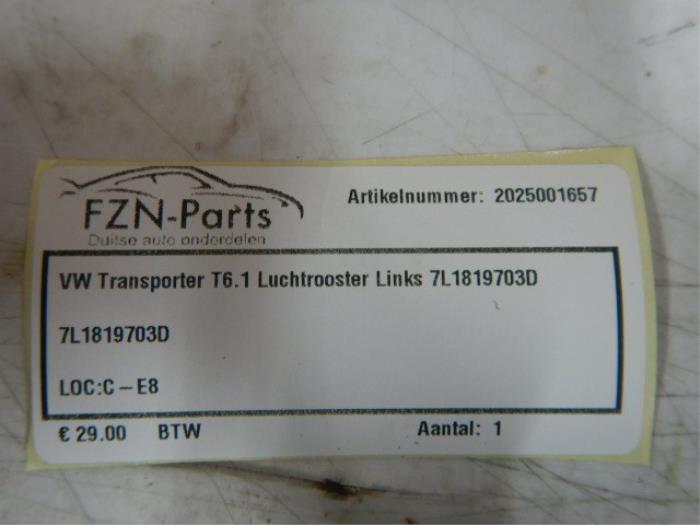 FZN-Parts
Duitse auto onderdelen
Artikelnummer: 2025001657
VW Transporter T6.1 Luchtrooster Links 7L1819703D
7L1819703D
LOC:C – E8
€ 29.00 BTW Aantal: 1